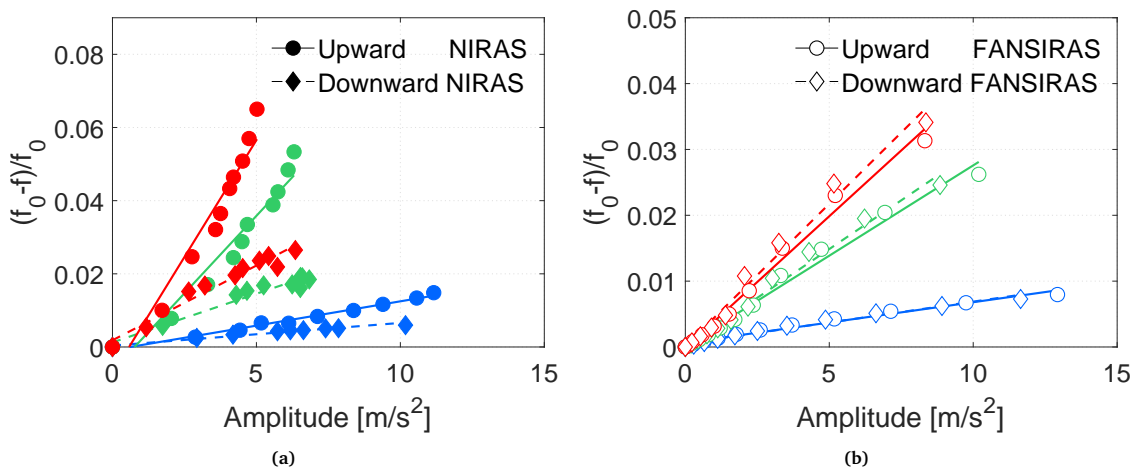 (f0-f)/f0
0.08
0.06
0.04
0.02
0
Upward NIRAS
Downward NIRAS
0 5 10 15
Amplitude [m/s²]
(a)
(f0-f)/f0
0.05
0.04
0.03
0.02
0.01
0
Upward FANSIRAS
Downward FANSIRAS
0 5 10 15
Amplitude [m/s²]
(b)